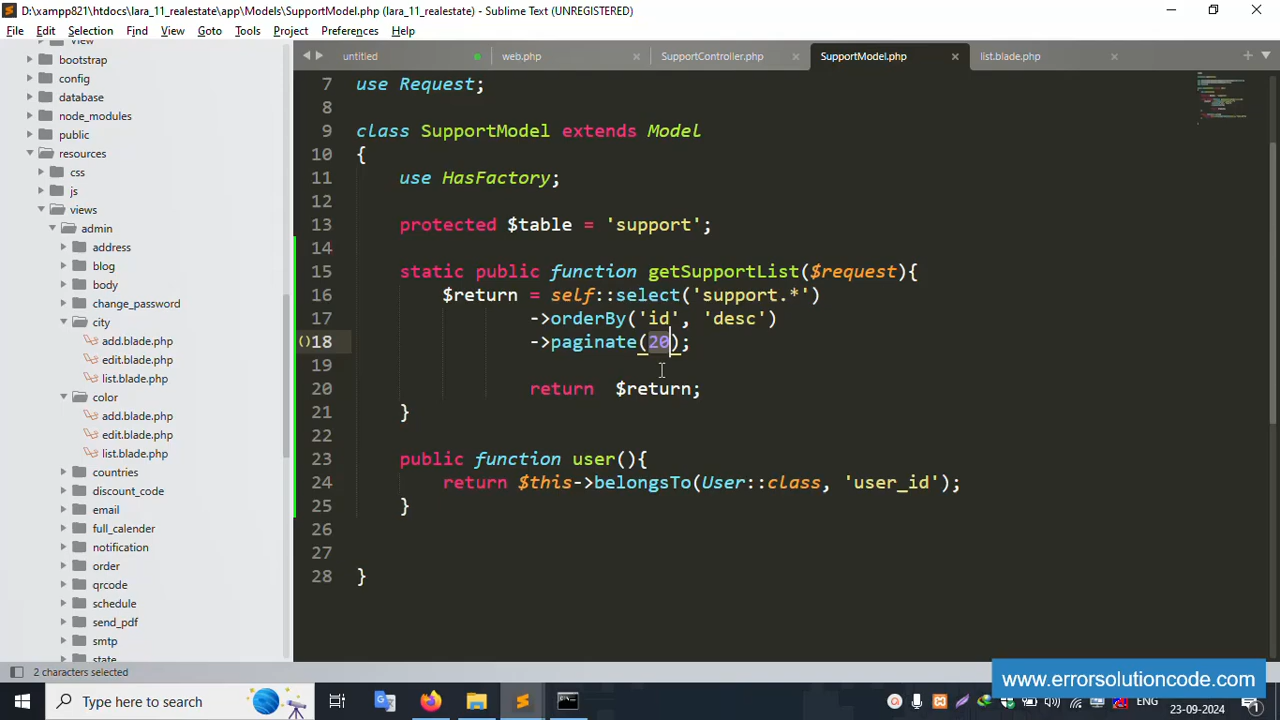 D:\xampp821\htdocs\lara_11_realestate\app\Models\SupportModel.php (lara_11_realestate) - Sublime Text (UNREGISTERED)
File Edit Selection Find View Goto Tools Project Preferences Help
untitled web.php SupportController.php × SupportModel.php × list.blade.php ×
View
bootstrap
config
database
node_modules
public
resources
css
js
views
admin
address
blog
body
change_password
city
add.blade.php
edit.blade.php
list.blade.php
color
add.blade.php
edit.blade.php
list.blade.php
countries
discount_code
email
full_calender
notification
order
qrcode
schedule
send_pdf
smtp
state
7 use Request;
8
9 class SupportModel extends Model
10 {
11 use HasFactory;
12
13 protected $table = 'support';
14
15 static public function getSupportList($request){
16 $return = self::select('support.*')
17 ->orderBy('id', 'desc')
18 ->paginate(20);
19
20 return $return;
21 }
22
23 public function user(){
24 return $this->belongsTo(User::class, 'user_id');
25 }
26
27
28 }
2 characters selected
www.errorsolutioncode.com
Type here to search
ENG
23-09-2024